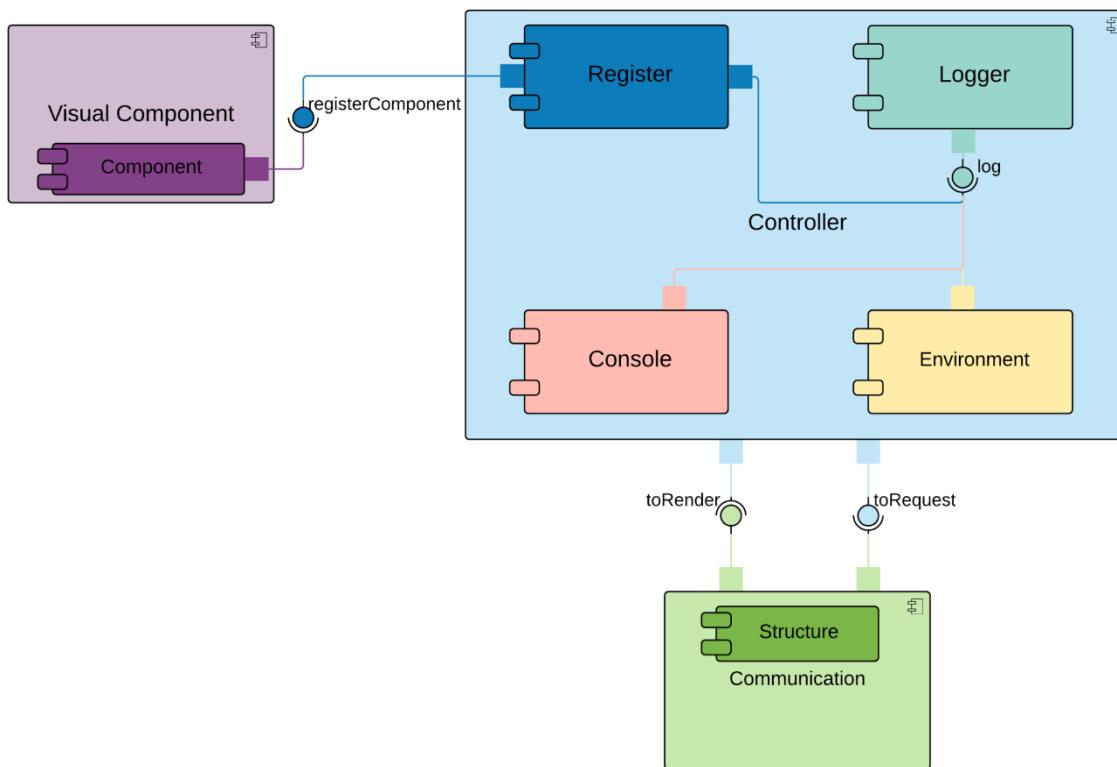 Visual Component
Component
registerComponent
Register
Logger
log
Controller
Console
Environment
toRender
toRequest
Structure
Communication